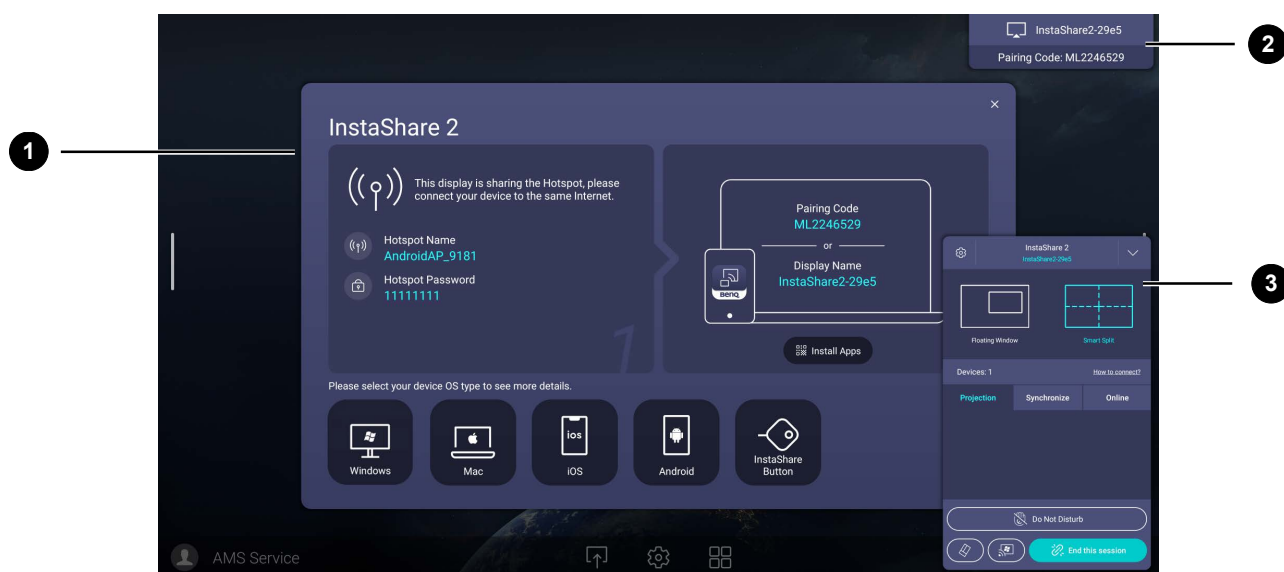 InstaShare2-29e5
Pairing Code: ML2246529
2
1
InstaShare 2
This display is sharing the Hotspot, please
connect your device to the same Internet.
Hotspot Name
AndroidAP_9181
Hotspot Password
11111111
1
Pairing Code
ML2246529
or
Display Name
InstaShare2-29e5
BenQ
Install Apps
Please select your device OS type to see more details.
Windows
Mac
ios
iOS
Android
InstaShare
Button
3
InstaShare 2
InstaShare2-29e5
Floating Window
Smart Split
Devices: 1
How to connect?
Projection
Synchronize
Online
Do Not Disturb
End this session
AMS Service